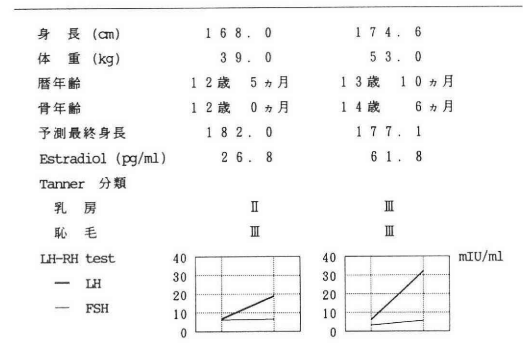 身 長 (cm) 168.0 174.6
体 重 (kg) 39.0 53.0
暦年齢 12歳 5ヵ月 13歳 10ヵ月
骨年齢 12歳 0ヵ月 14歳 6ヵ月
予測最終身長 182.0 177.1
Estradiol (pg/ml) 26.8 61.8
Tanner 分類
乳 房 Ⅱ Ⅲ
恥 毛 Ⅲ Ⅲ
LH-RH test 40 40 mIU/ml
30 30
— LH 20 20
— FSH 10 10
0 0